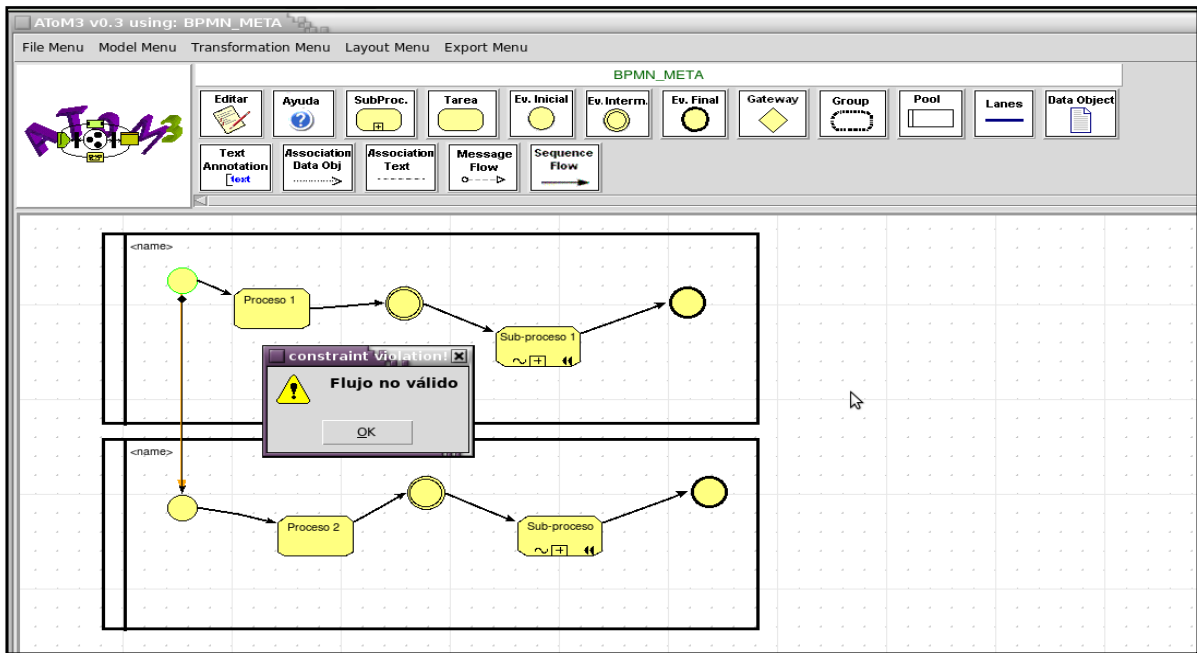 AToM3 v0.3 using: BPMN_META
File Menu Model Menu Transformation Menu Layout Menu Export Menu
BPMN_META
AToM3
Editar Ayuda SubProc. Tarea Ev. Inicial Ev. Interm. Ev. Final Gateway Group Pool Lanes Data Object
Text Annotation [text
Association Data Obj
Association Text
Message Flow
Sequence Flow
<name>
Proceso 1
Sub-proceso 1
constraint violation!
Flujo no válido
OK
<name>
Proceso 2
Sub-proceso